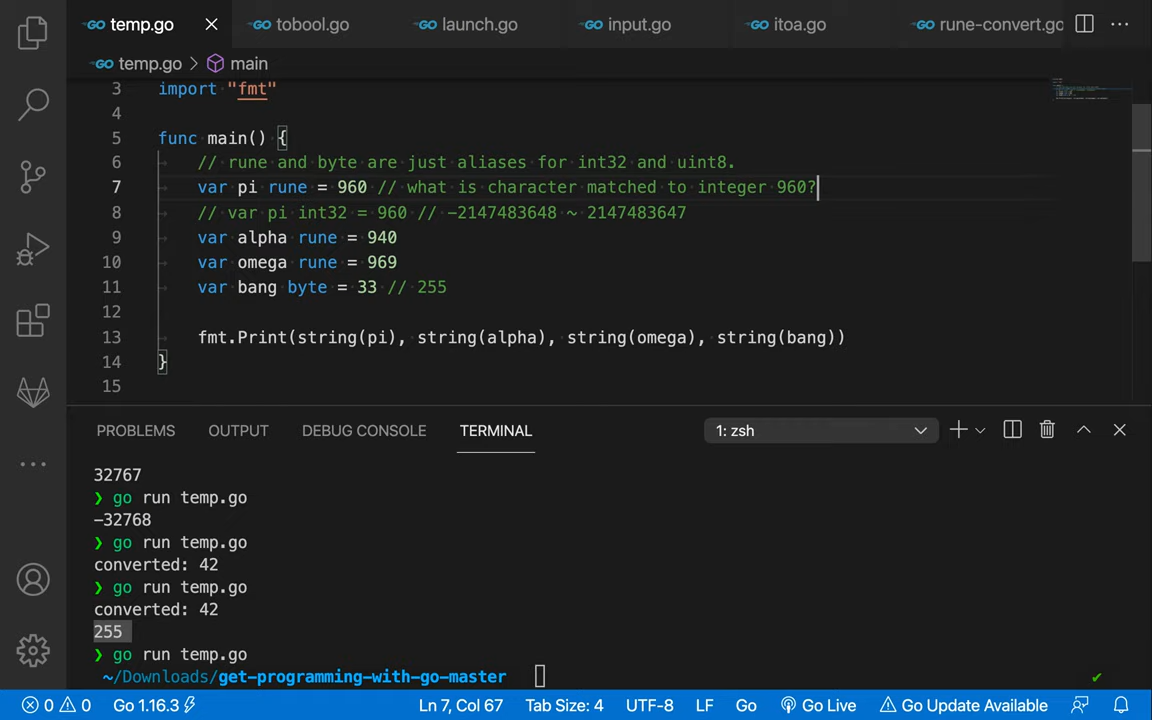 temp.go tobool.go launch.go input.go itoa.go rune-convert.go
temp.go > main
3 import "fmt"
4
5 func main() {
6 // rune and byte are just aliases for int32 and uint8.
7 var pi rune = 960 // what is character matched to integer 960?
8 // var pi int32 = 960 // -2147483648 ~ 2147483647
9 var alpha rune = 940
10 var omega rune = 969
11 var bang byte = 33 // 255
12
13 fmt.Print(string(pi), string(alpha), string(omega), string(bang))
14 }
15
PROBLEMS OUTPUT DEBUG CONSOLE TERMINAL 1: zsh
32767
❯ go run temp.go
-32768
❯ go run temp.go
converted: 42
❯ go run temp.go
converted: 42
255
❯ go run temp.go
~/Downloads/get-programming-with-go-master
0 0 Go 1.16.3 Ln 7, Col 67 Tab Size: 4 UTF-8 LF Go Go Live Go Update Available